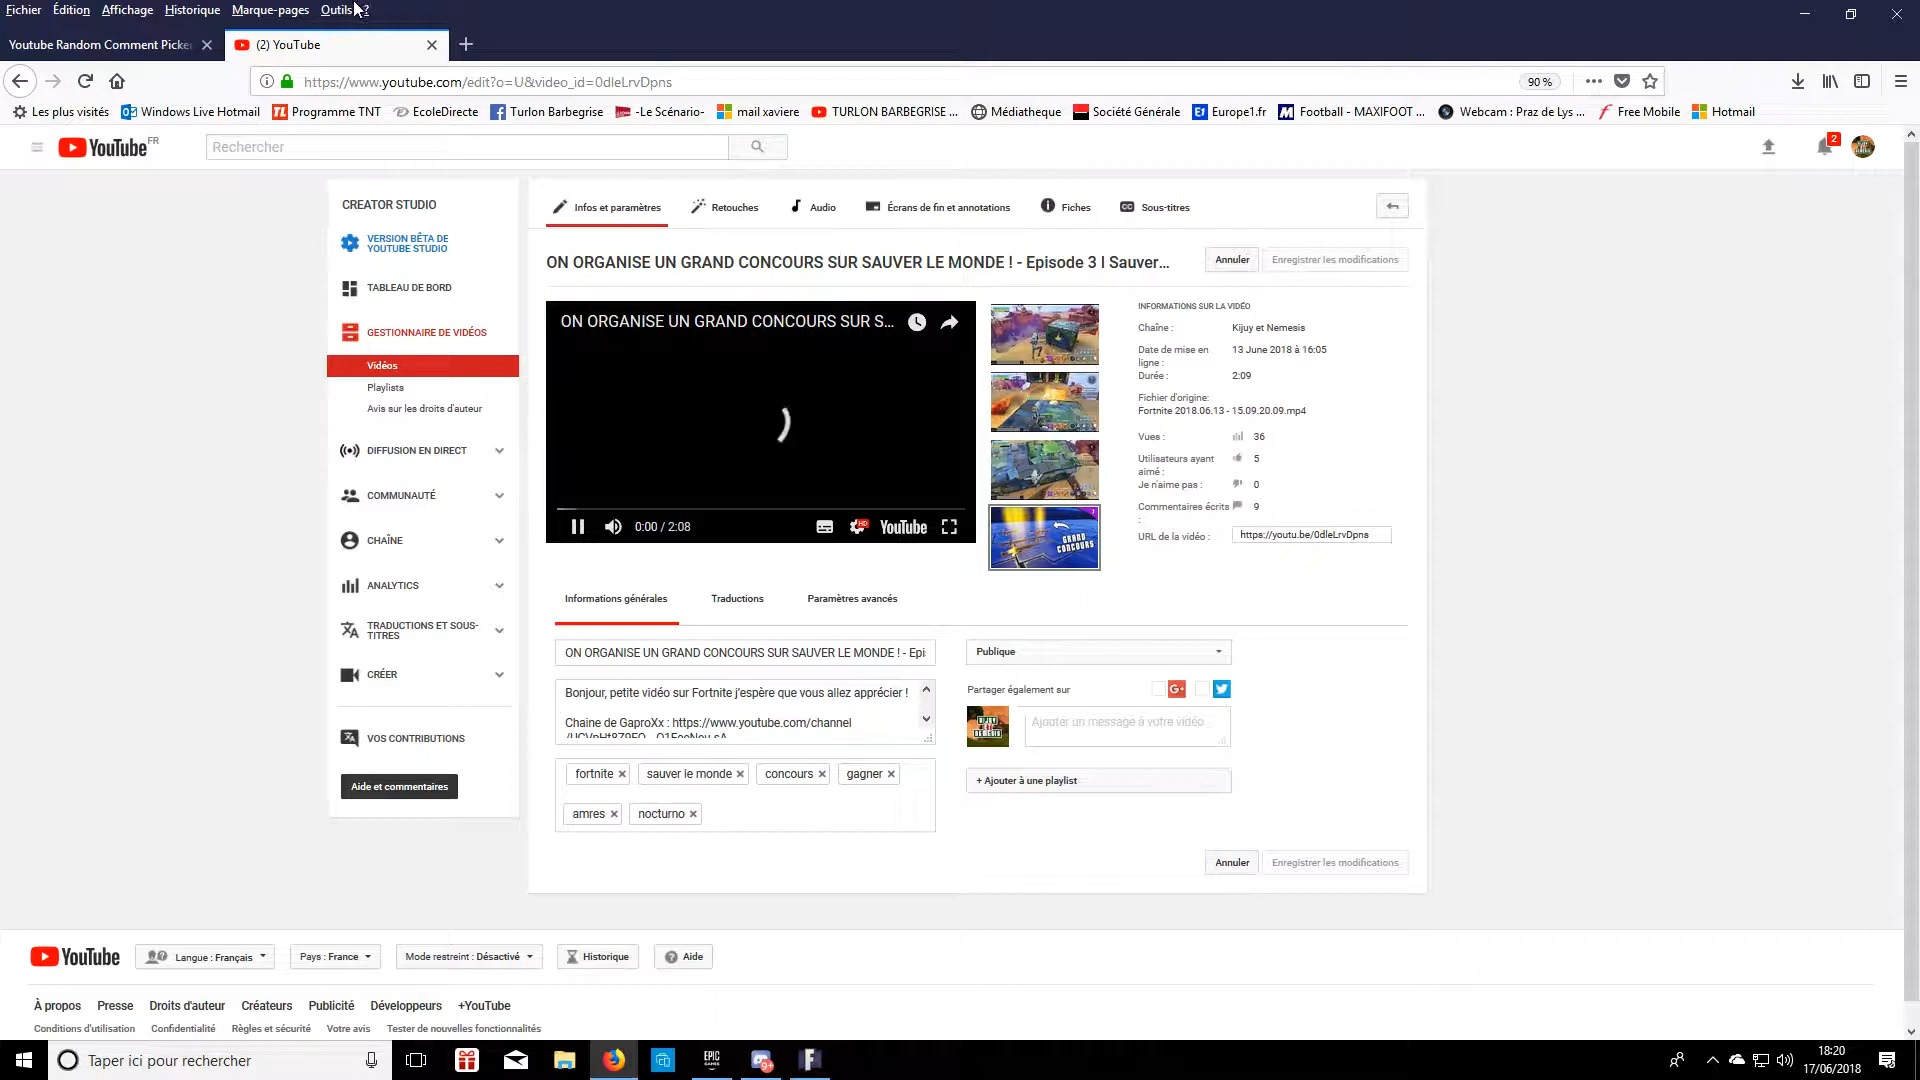 Fichier Édition Affichage Historique Marque-pages Outils ?
Youtube Random Comment Picke
(2) YouTube
https://www.youtube.com/edit?o=U&video_id=0dleLrvDpns
90 %
Les plus visités Windows Live Hotmail Programme TNT EcoleDirecte Turlon Barbegrise -Le Scénario- mail xaviere TURLON BARBEGRISE ... Médiatheque Société Générale Europe1.fr Football - MAXIFOOT ... Webcam : Praz de Lys ... Free Mobile Hotmail
YouTube FR
Rechercher
2
CREATOR STUDIO
VERSION BÊTA DE
YOUTUBE STUDIO
TABLEAU DE BORD
GESTIONNAIRE DE VIDÉOS
Vidéos
Playlists
Avis sur les droits d'auteur
DIFFUSION EN DIRECT
COMMUNAUTÉ
CHAÎNE
ANALYTICS
TRADUCTIONS ET SOUS-
TITRES
CRÉER
VOS CONTRIBUTIONS
Aide et commentaires
Infos et paramètres Retouches Audio Écrans de fin et annotations Fiches Sous-titres
ON ORGANISE UN GRAND CONCOURS SUR SAUVER LE MONDE ! - Episode 3 I Sauver...
Annuler Enregistrer les modifications
ON ORGANISE UN GRAND CONCOURS SUR S...
0:00 / 2:08
HD
YouTube
GRAND
CONCOURS
INFORMATIONS SUR LA VIDÉO
Chaîne : Kijuy et Nemesis
Date de mise en
ligne : 13 June 2018 à 16:05
Durée : 2:09
Fichier d'origine:
Fortnite 2018.06.13 - 15.09.20.09.mp4
Vues : 36
Utilisateurs ayant
aimé : 5
Je n'aime pas : 0
Commentaires écrits
: 9
URL de la vidéo : https://youtu.be/0dleLrvDpns
Informations générales Traductions Paramètres avancés
ON ORGANISE UN GRAND CONCOURS SUR SAUVER LE MONDE ! - Epi
Bonjour, petite vidéo sur Fortnite j'espère que vous allez apprécier !
Chaine de GaproXx : https://www.youtube.com/channel
fortnite sauver le monde concours gagner
amres nocturno
Publique
Partager également sur G+
KIJUY
ET
NEMESIS
Ajouter un message à votre vidéo
+ Ajouter à une playlist
Annuler Enregistrer les modifications
YouTube
Langue : Français Pays : France Mode restreint : Désactivé Historique Aide
À propos Presse Droits d'auteur Créateurs Publicité Développeurs +YouTube
Conditions d'utilisation Confidentialité Règles et sécurité Votre avis Tester de nouvelles fonctionnalités
Taper ici pour rechercher
EPIC
GAMES
9+
18:20
17/06/2018